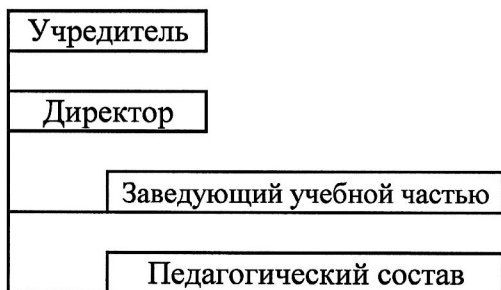 Учредитель
Директор
Заведующий учебной частью
Педагогический состав